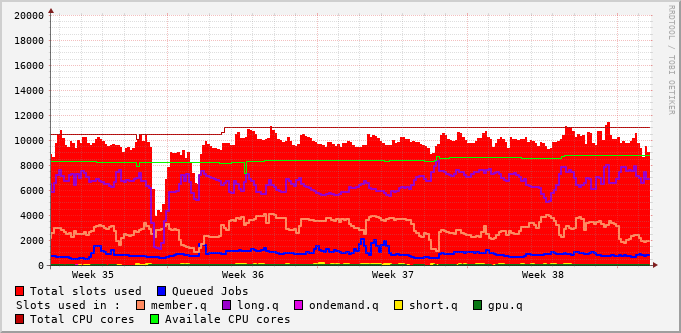 20000
18000
16000
14000
12000
10000
8000
6000
4000
2000
0
Week 35 Week 36 Week 37 Week 38
Total slots used Queued Jobs
Slots used in : member.q long.q ondemand.q short.q gpu.q
Total CPU cores Availale CPU cores
RRDTOOL / TOBI OETIKER